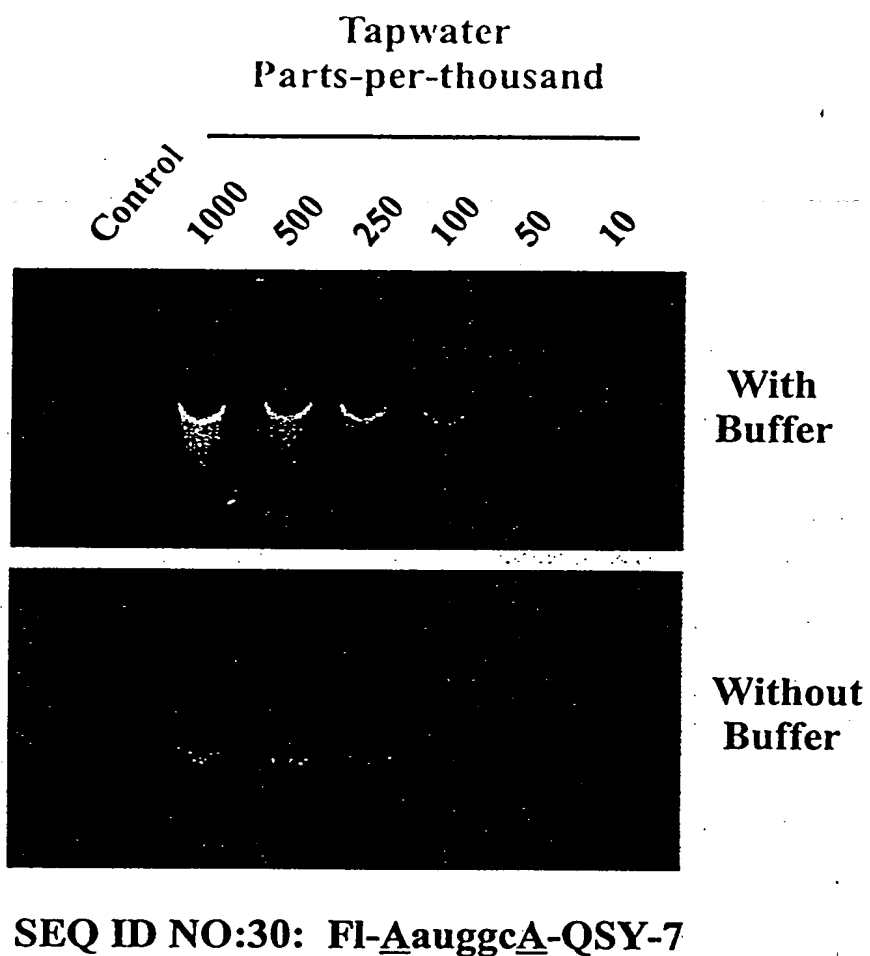 Tapwater
Parts-per-thousand
Control 1000 500 250 100 50 10
With
Buffer
Without
Buffer
SEQ ID NO:30: Fl-AauggcA-QSY-7